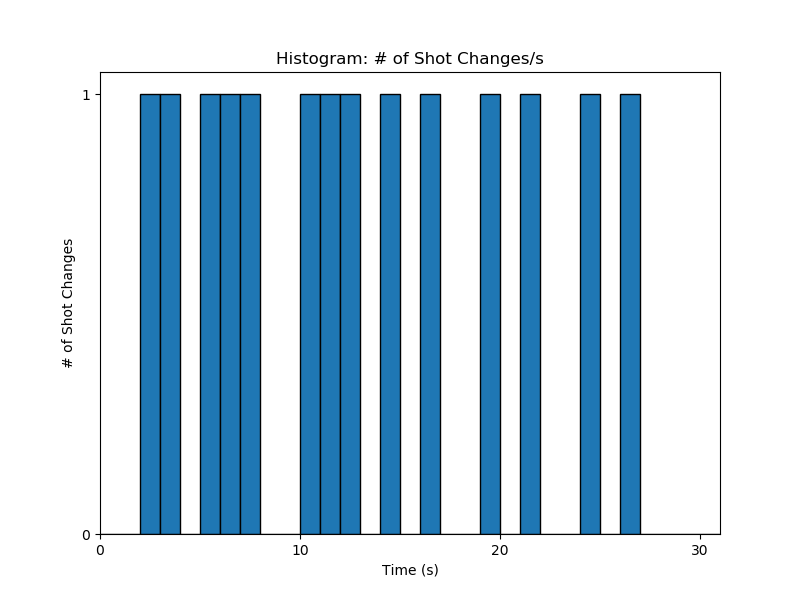 Histogram: # of Shot Changes/s
1
# of Shot Changes
0
0 10 20 30
Time (s)